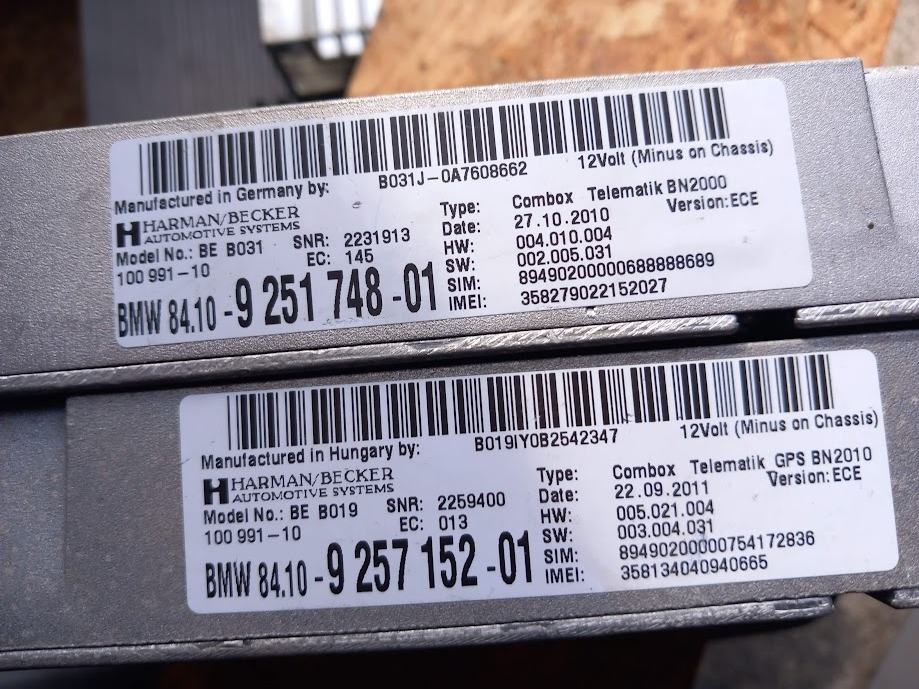 B031J-0A7608662
12Volt (Minus on Chassis)
Manufactured in Germany by:
HARMAN/BECKER
AUTOMOTIVE SYSTEMS
Model No.: BE B031 SNR: 2231913
100 991-10 EC: 145
BMW 84.10 - 9 251 748 -01
Type: Combox Telematik BN2000
Date: 27.10.2010 Version: ECE
HW: 004.010.004
SW: 002.005.031
SIM: 89490200000688888689
IMEI: 358279022152027
B019IY0B2542347
12Volt (Minus on Chassis)
Manufactured in Hungary by:
HARMAN/BECKER
AUTOMOTIVE SYSTEMS
Model No.: BE B019 SNR: 2259400
100 991-10 EC: 013
BMW 84.10 - 9 257 152 -01
Type: Combox Telematik GPS BN2010
Date: 22.09.2011 Version: ECE
HW: 005.021.004
SW: 003.004.031
SIM: 89490200000754172836
IMEI: 358134040940665